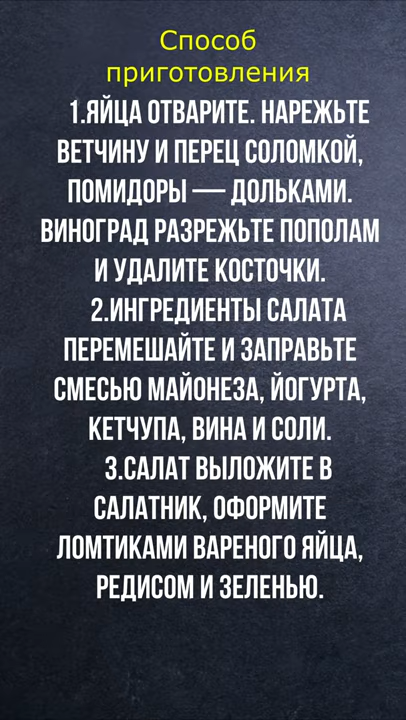 Способ
приготовления
1.ЯЙЦА ОТВАРИТЕ. НАРЕЖЬТЕ
ВЕТЧИНУ И ПЕРЕЦ СОЛОМКОЙ,
ПОМИДОРЫ — ДОЛЬКАМИ.
ВИНОГРАД РАЗРЕЖЬТЕ ПОПОЛАМ
И УДАЛИТЕ КОСТОЧКИ.
2.ИНГРЕДИЕНТЫ САЛАТА
ПЕРЕМЕШАЙТЕ И ЗАПРАВЬТЕ
СМЕСЬЮ МАЙОНЕЗА, ЙОГУРТА,
КЕТЧУПА, ВИНА И СОЛИ.
3.САЛАТ ВЫЛОЖИТЕ В
САЛАТНИК, ОФОРМИТЕ
ЛОМТИКАМИ ВАРЕНОГО ЯЙЦА,
РЕДИСОМ И ЗЕЛЕНЬЮ.